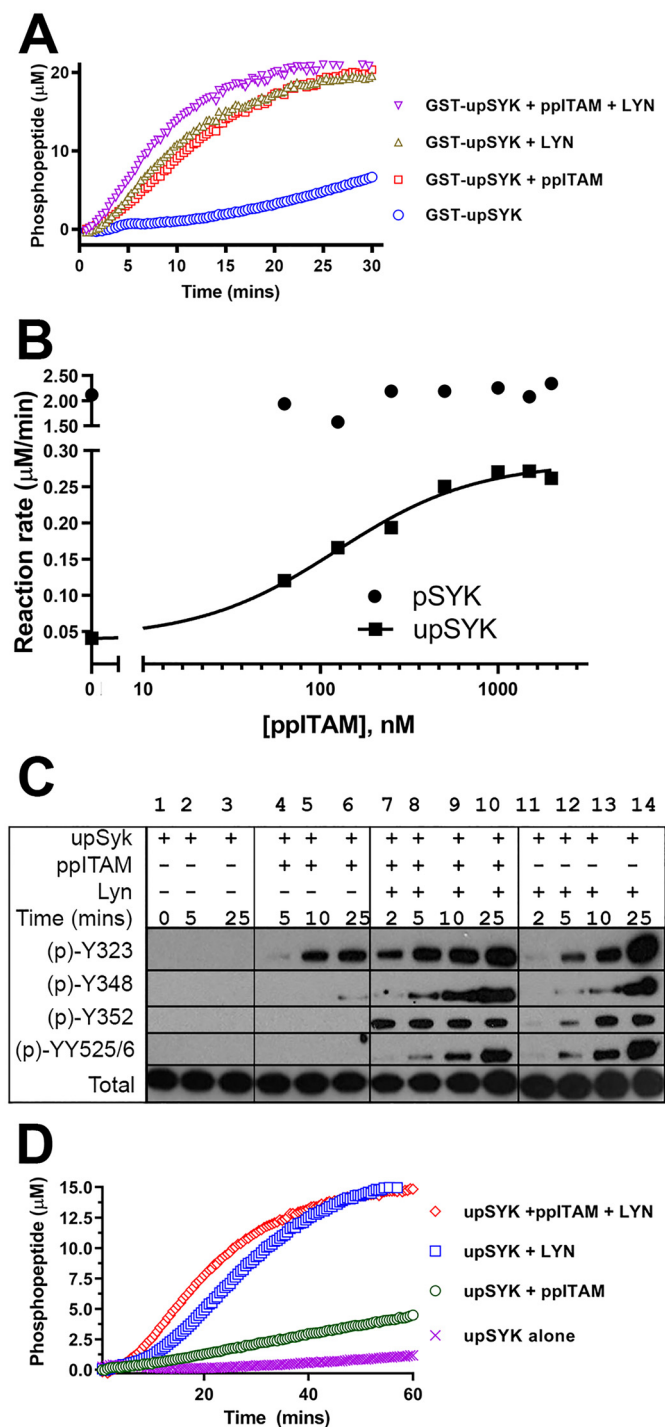 A
Phosphopeptide (μM)
20
10
0
0 5 10 15 20 25 30
Time (mins)
GST-upSYK + ppITAM + LYN
GST-upSYK + LYN
GST-upSYK + ppITAM
GST-upSYK
B
Reaction rate (μM/min)
2.50
2.00
1.50
0.30
0.25
0.20
0.15
0.10
0.05
pSYK
upSYK
0 10 100 1000
[ppITAM], nM
C
1 2 3 4 5 6 7 8 9 10 11 12 13 14
upSyk + + + + + + + + + + + + + +
ppITAM − − − + + + + + + + − − − −
Lyn − − − − − − + + + + + + + +
Time (mins) 0 5 25 5 10 25 2 5 10 25 2 5 10 25
(p)-Y323
(p)-Y348
(p)-Y352
(p)-YY525/6
Total
D
Phosphopeptide (μM)
15.0
12.5
10.0
7.5
5.0
2.5
0.0
20 40 60
Time (mins)
upSYK +ppITAM + LYN
upSYK + LYN
upSYK + ppITAM
upSYK alone